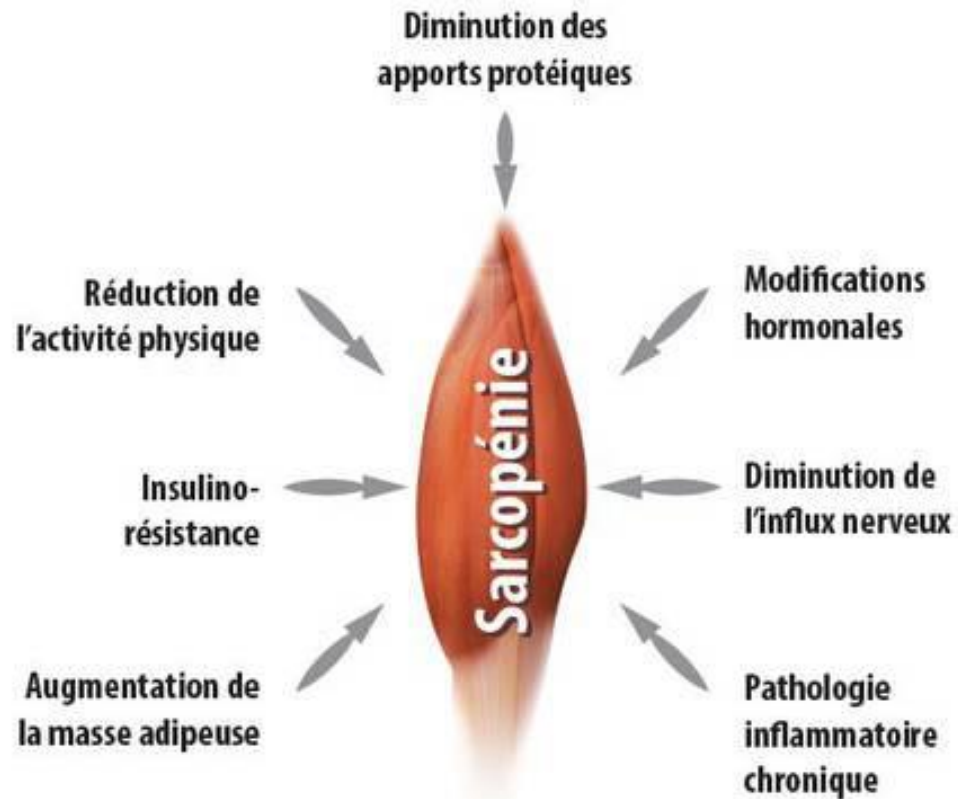 Diminution des
apports protéiques
Réduction de
l'activité physique
Modifications
hormonales
Sarcopénie
Insulino-
résistance
Diminution de
l'influx nerveux
Augmentation de
la masse adipeuse
Pathologie
inflammatoire
chronique